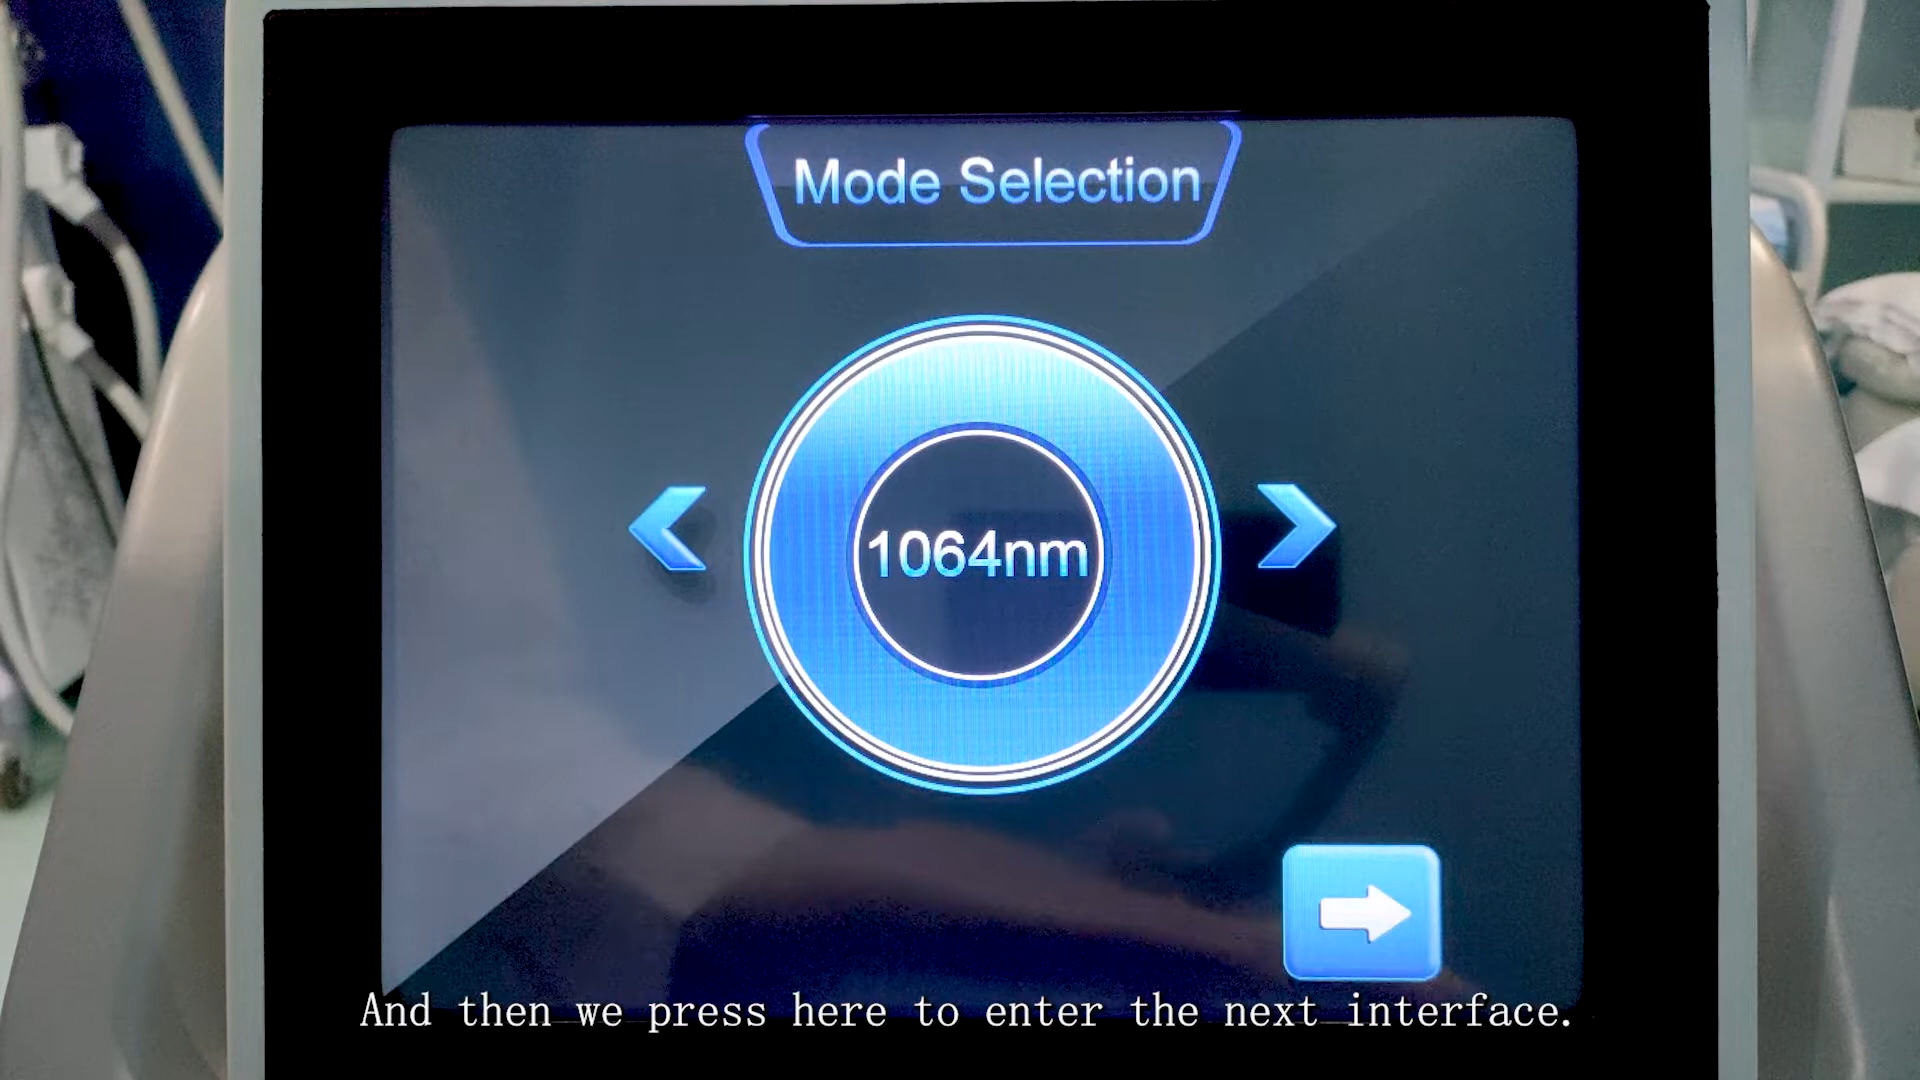 Mode Selection
1064nm
And then we press here to enter the next interface.